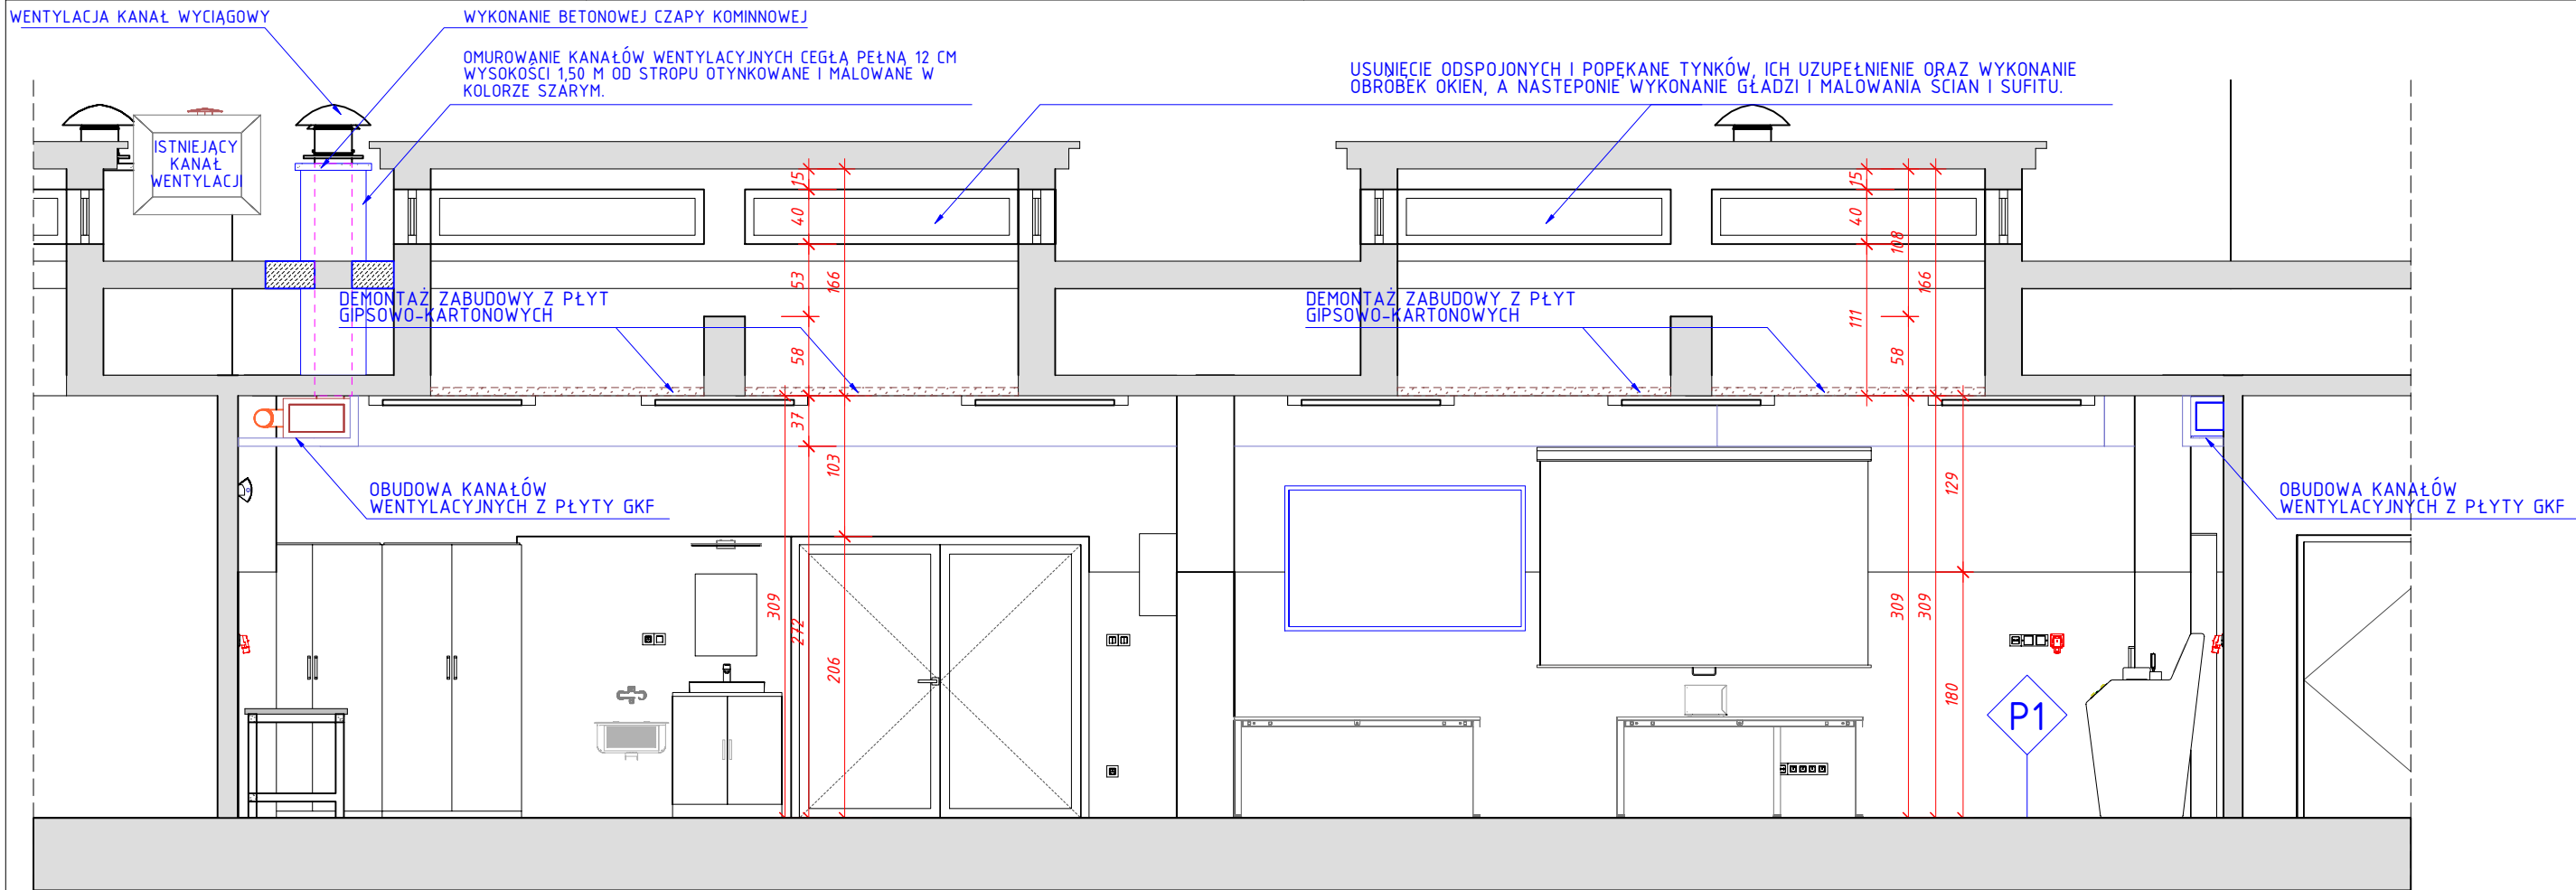 WENTYLACJA KANAŁ WYCIĄGOWY
WYKONANIE BETONOWEJ CZAPY KOMINNOWEJ
OMUROWANIE KANAŁÓW WENTYLACYJNYCH CEGŁĄ PEŁNĄ 12 CM
WYSOKOŚCI 1,50 M OD STROPU OTYNKOWANE I MALOWANE W
KOLORZE SZARYM.
USUNIĘCIE ODSPOJONYCH I POPĘKANE TYNKÓW, ICH UZUPEŁNIENIE ORAZ WYKONANIE
OBRÓBEK OKIEN, A NASTEPONIE WYKONANIE GŁADZI I MALOWANIA ŚCIAN I SUFITU.
ISTNIEJĄCY
KANAŁ
WENTYLACJI
15
40
53
166
58
37
103
309
272
206
15
40
108
166
111
58
129
309
309
180
DEMONTAŻ ZABUDOWY Z PŁYT
GIPSOWO-KARTONOWYCH
DEMONTAŻ ZABUDOWY Z PŁYT
GIPSOWO-KARTONOWYCH
OBUDOWA KANAŁÓW
WENTYLACYJNYCH Z PŁYTY GKF
OBUDOWA KANAŁÓW
WENTYLACYJNYCH Z PŁYTY GKF
P1